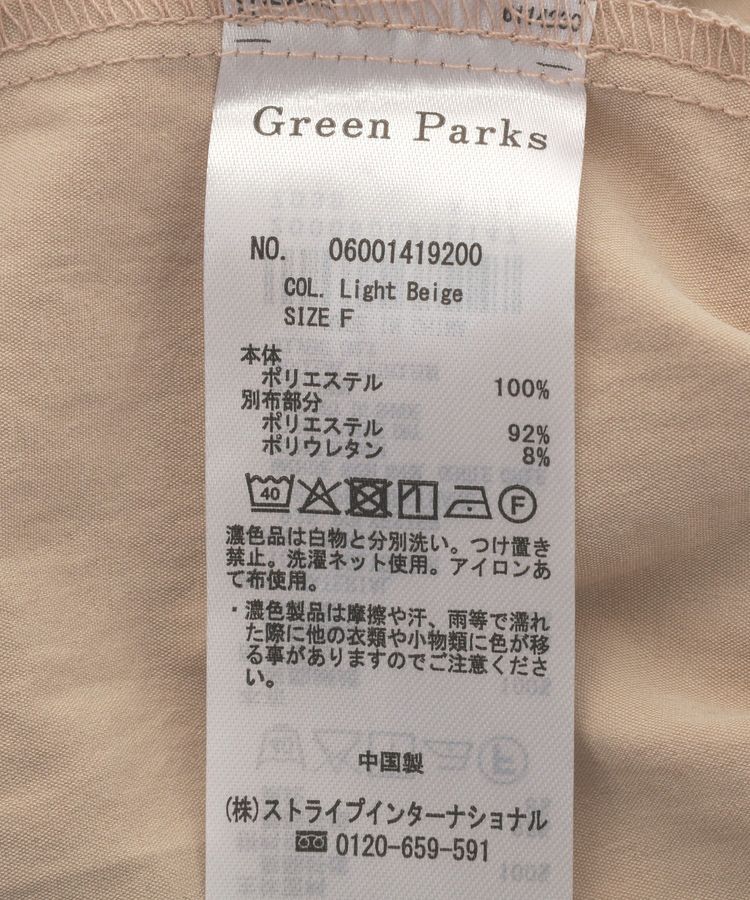 Green Parks
NO. 06001419200
COL. Light Beige
SIZE F
本体
ポリエステル 100%
別布部分
ポリエステル 92%
ポリウレタン 8%
40 F
濃色品は白物と分別洗い。つけ置き
禁止。洗濯ネット使用。アイロンあ
て布使用。
・濃色製品は摩擦や汗、雨等で濡れ
た際に他の衣類や小物類に色が移
る事がありますのでご注意くださ
い。
中国製
(株)ストライプインターナショナル
0120-659-591